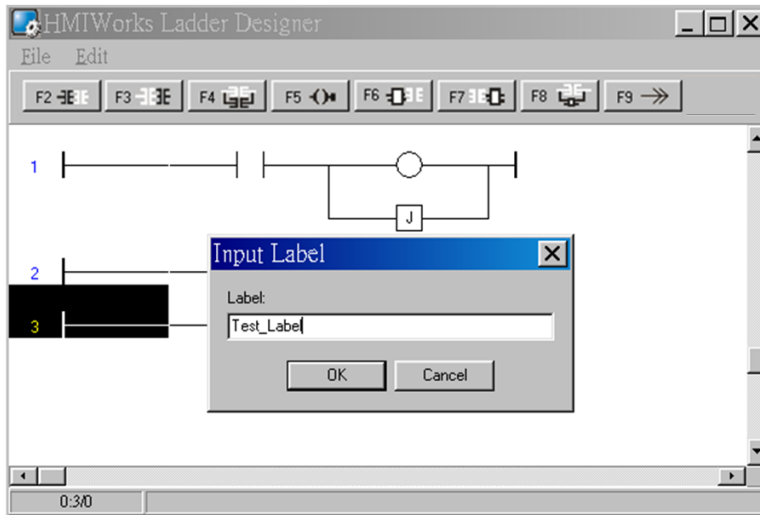 HMIWorks Ladder Designer
File Edit
F2 F3 F4 F5 F6 F7 F8 F9
1
J
Input Label
2
Label:
3
Test_Label
OK Cancel
0:3/0